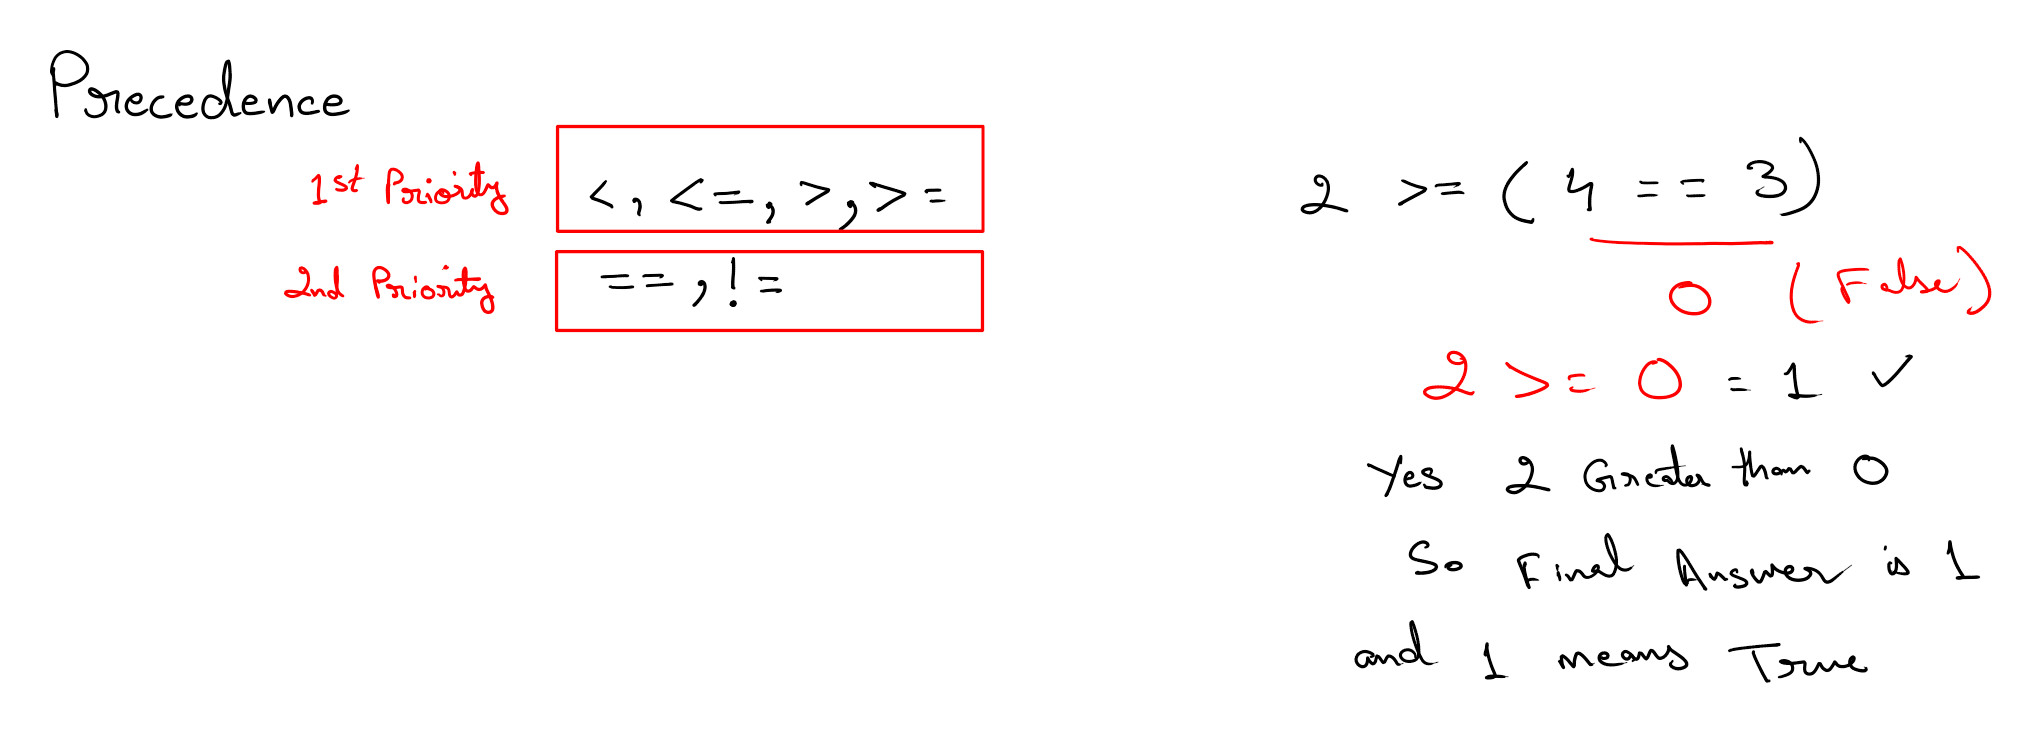 Precedence
1st Priority <, <=, >, >=
2nd Priority ==, !=
2 >= ( 4 == 3 )
0 (False)
2 >= 0 = 1 ✓
Yes 2 Greater than 0
So Final Answer is 1
and 1 means True